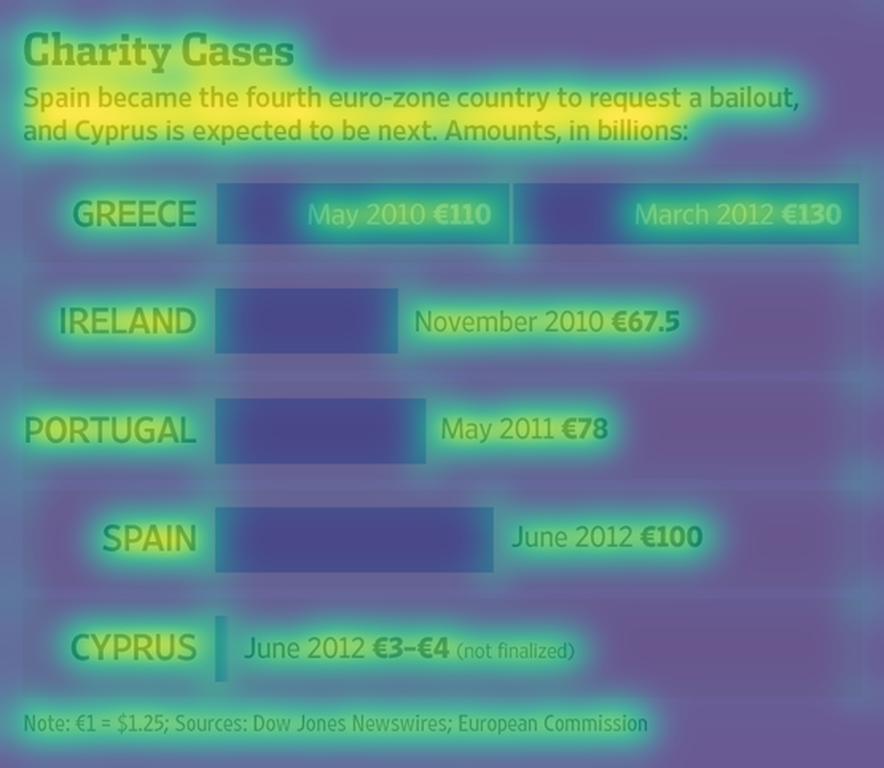 Charity Cases
Spain became the fourth euro-zone country to request a bailout,
and Cyprus is expected to be next. Amounts, in billions:
GREECE May 2010 €110 March 2012 €130
IRELAND November 2010 €67.5
PORTUGAL May 2011 €78
SPAIN June 2012 €100
CYPRUS June 2012 €3–€4 (not finalized)
Note: €1 = $1.25; Sources: Dow Jones Newswires; European Commission